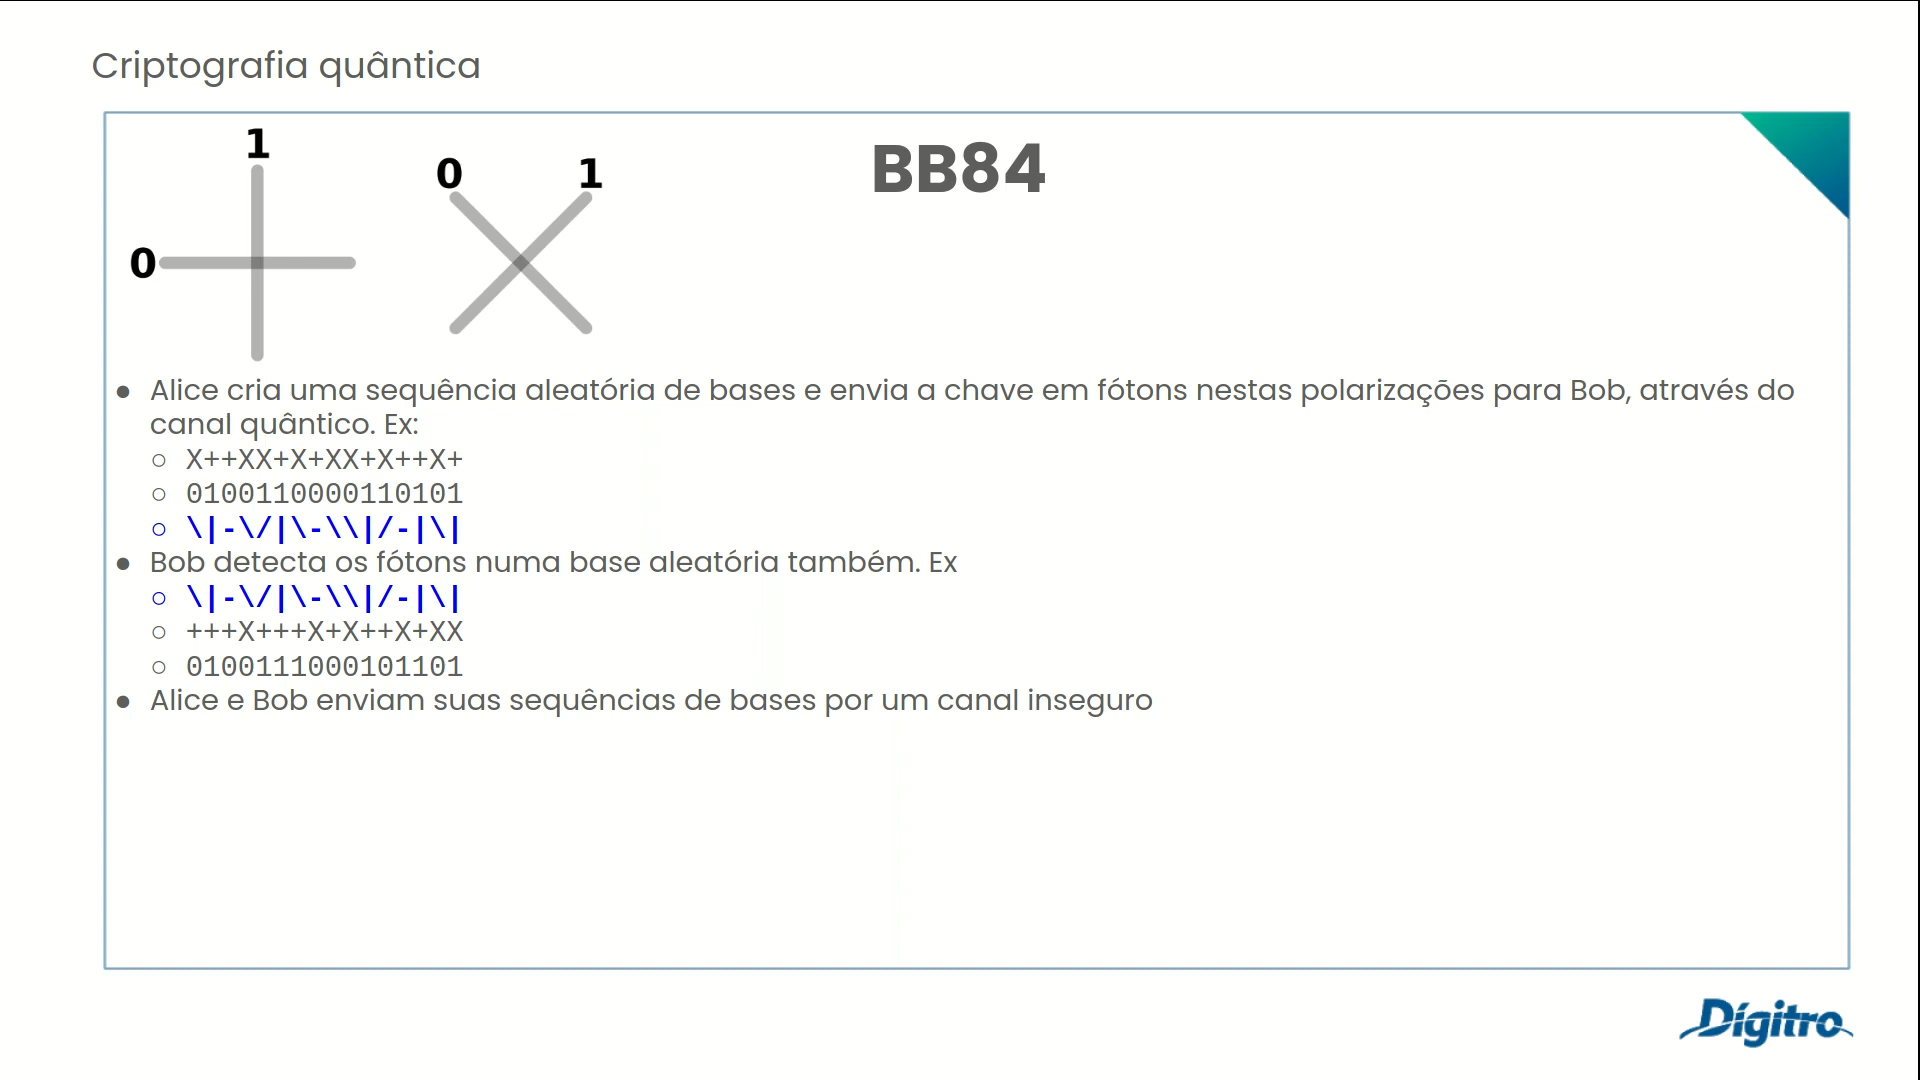 Criptografia quântica
BB84
1
0
0 1
● Alice cria uma sequência aleatória de bases e envia a chave em fótons nestas polarizações para Bob, através do
canal quântico. Ex:
○ X++XX+X+XX+X++X+
○ 0100110000110101
○ \|-\/|\-\\|/-|\|
● Bob detecta os fótons numa base aleatória também. Ex
○ \|-\/|\-\\|/-|\|
○ +++X+++X+X++X+XX
○ 0100111000101101
● Alice e Bob enviam suas sequências de bases por um canal inseguro
Dígitro